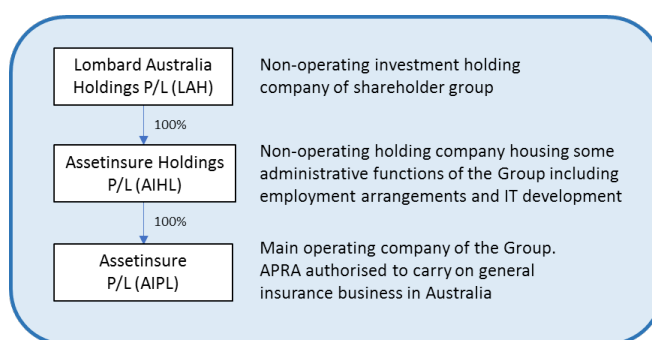 Lombard Australia
Holdings P/L (LAH)
Non-operating investment holding
company of shareholder group
100%
Assetinsure Holdings
P/L (AIHL)
Non-operating holding company housing some
administrative functions of the Group including
employment arrangements and IT development
100%
Assetinsure
P/L (AIPL)
Main operating company of the Group.
APRA authorised to carry on general
insurance business in Australia